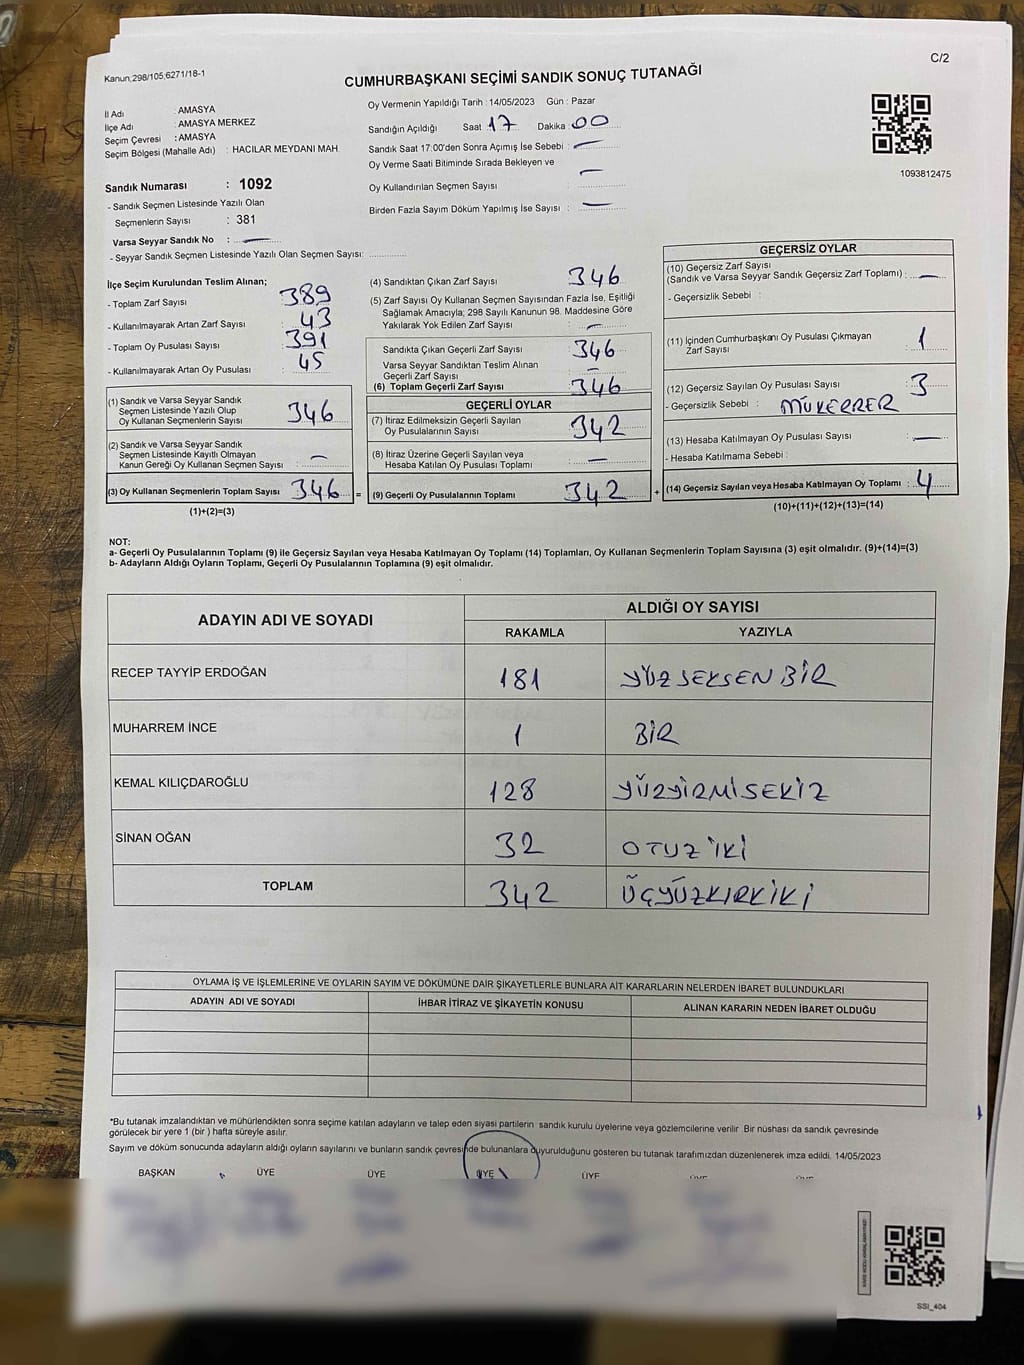 Kanun;298/105;6271/18-1
C/2
CUMHURBAŞKANI SEÇİMİ SANDIK SONUÇ TUTANAĞI
İl Adı : AMASYA
İlçe Adı : AMASYA MERKEZ
Seçim Çevresi : AMASYA
Seçim Bölgesi (Mahalle Adı) : HACILAR MEYDANI MAH.
Oy Vermenin Yapıldığı Tarih : 14/05/2023 Gün : Pazar
Sandığın Açıldığı Saat 17 Dakika 00
Sandık Saat 17:00'den Sonra Açımış İse Sebebi : —
Oy Verme Saati Bitiminde Sırada Bekleyen ve
Oy Kullandırılan Seçmen Sayısı : —
Birden Fazla Sayım Döküm Yapılmış İse Sayısı : —
1093812475
Sandık Numarası : 1092
- Sandık Seçmen Listesinde Yazılı Olan
Seçmenlerin Sayısı : 381
Varsa Seyyar Sandık No : —
- Seyyar Sandık Seçmen Listesinde Yazılı Olan Seçmen Sayısı:
İlçe Seçim Kurulundan Teslim Alınan;
- Toplam Zarf Sayısı : 389
- Kullanılmayarak Artan Zarf Sayısı : 43
- Toplam Oy Pusulası Sayısı : 391
- Kullanılmayarak Artan Oy Pusulası : 45
(1) Sandık ve Varsa Seyyar Sandık
Seçmen Listesinde Yazılı Olup
Oy Kullanan Seçmenlerin Sayısı : 346
(2) Sandık ve Varsa Seyyar Sandık
Seçmen Listesinde Kayıtlı Olmayan
Kanun Gereği Oy Kullanan Seçmen Sayısı : —
(3) Oy Kullanan Seçmenlerin Toplam Sayısı : 346 =
(1)+(2)=(3)
(4) Sandıktan Çıkan Zarf Sayısı : 346
(5) Zarf Sayısı Oy Kullanan Seçmen Sayısından Fazla İse, Eşitliği
Sağlamak Amacıyla; 298 Sayılı Kanunun 98. Maddesine Göre
Yakılarak Yok Edilen Zarf Sayısı : —
Sandıkta Çıkan Geçerli Zarf Sayısı : 346
Varsa Seyyar Sandıktan Teslim Alınan
Geçerli Zarf Sayısı : —
(6) Toplam Geçerli Zarf Sayısı : 346
GEÇERLİ OYLAR
(7) İtiraz Edilmeksizin Geçerli Sayılan
Oy Pusulalarının Sayısı : 342
(8) İtiraz Üzerine Geçerli Sayılan veya
Hesaba Katılan Oy Pusulası Toplamı : —
(9) Geçerli Oy Pusulalarının Toplamı : 342 +
GEÇERSİZ OYLAR
(10) Geçersiz Zarf Sayısı
(Sandık ve Varsa Seyyar Sandık Geçersiz Zarf Toplamı) : —
- Geçersizlik Sebebi :
(11) İçinden Cumhurbaşkanı Oy Pusulası Çıkmayan
Zarf Sayısı : 1
(12) Geçersiz Sayılan Oy Pusulası Sayısı : 3
- Geçersizlik Sebebi : MÜKERRER
(13) Hesaba Katılmayan Oy Pusulası Sayısı : —
- Hesaba Katılmama Sebebi :
(14) Geçersiz Sayılan veya Hesaba Katılmayan Oy Toplamı : 4
(10)+(11)+(12)+(13)=(14)
NOT:
a- Geçerli Oy Pusulalarının Toplamı (9) ile Geçersiz Sayılan veya Hesaba Katılmayan Oy Toplamı (14) Toplamları, Oy Kullanan Seçmenlerin Toplam Sayısına (3) eşit olmalıdır. (9)+(14)=(3)
b- Adayların Aldığı Oyların Toplamı, Geçerli Oy Pusulalarının Toplamına (9) eşit olmalıdır.
ADAYIN ADI VE SOYADI ALDIĞI OY SAYISI
RAKAMLA YAZIYLA
RECEP TAYYİP ERDOĞAN 181 YÜZ SEKSEN BİR
MUHARREM İNCE 1 BİR
KEMAL KILIÇDAROĞLU 128 YÜZYİRMİSEKİZ
SİNAN OĞAN 32 OTUZ İKİ
TOPLAM 342 ÜÇYÜZKIRKİKİ
OYLAMA İŞ VE İŞLEMLERİNE VE OYLARIN SAYIM VE DÖKÜMÜNE DAİR ŞİKAYETLERLE BUNLARA AİT KARARLARIN NELERDEN İBARET BULUNDUKLARI
ADAYIN ADI VE SOYADI İHBAR İTİRAZ VE ŞİKAYETİN KONUSU ALINAN KARARIN NEDEN İBARET OLDUĞU
*Bu tutanak imzalandıktan ve mühürlendikten sonra seçime katılan adayların ve talep eden siyasi partilerin sandık kurulu üyelerine veya gözlemcilerine verilir Bir nüshası da sandık çevresinde
görülecek bir yere 1 (bir ) hafta süreyle asılır.
Sayım ve döküm sonucunda adayların aldığı oyların sayılarını ve bunların sandık çevresinde bulunanlara duyurulduğunu gösteren bu tutanak tarafımızdan düzenlenerek imza edildi. 14/05/2023
BAŞKAN ÜYE ÜYE ÜYE ÜYE
SSI_404